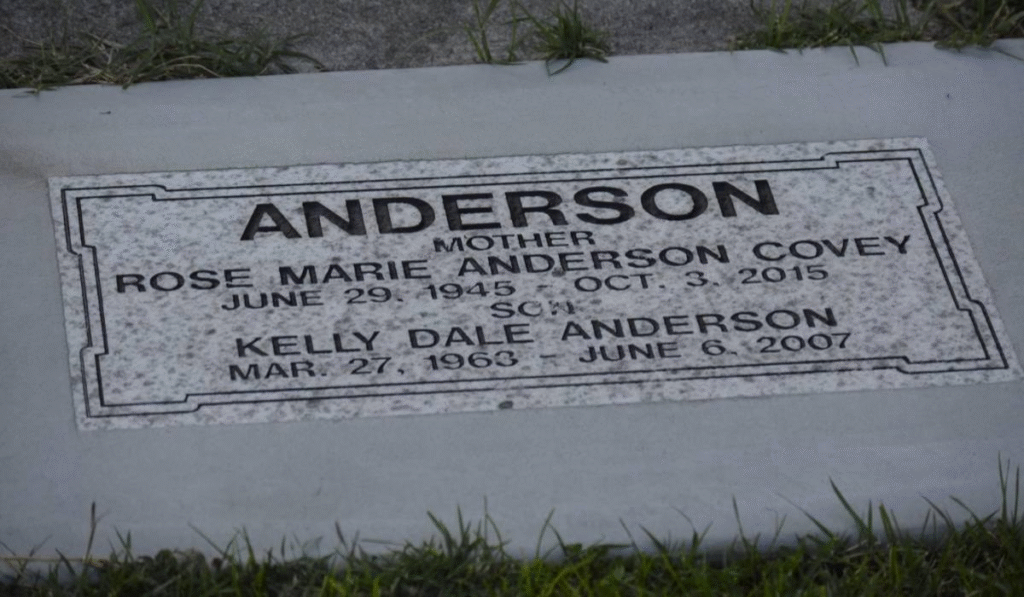 ANDERSON
MOTHER
ROSE MARIE ANDERSON COVEY
JUNE 29, 1945 - OCT. 3, 2015
SON
KELLY DALE ANDERSON
MAR. 27, 1963 - JUNE 6, 2007